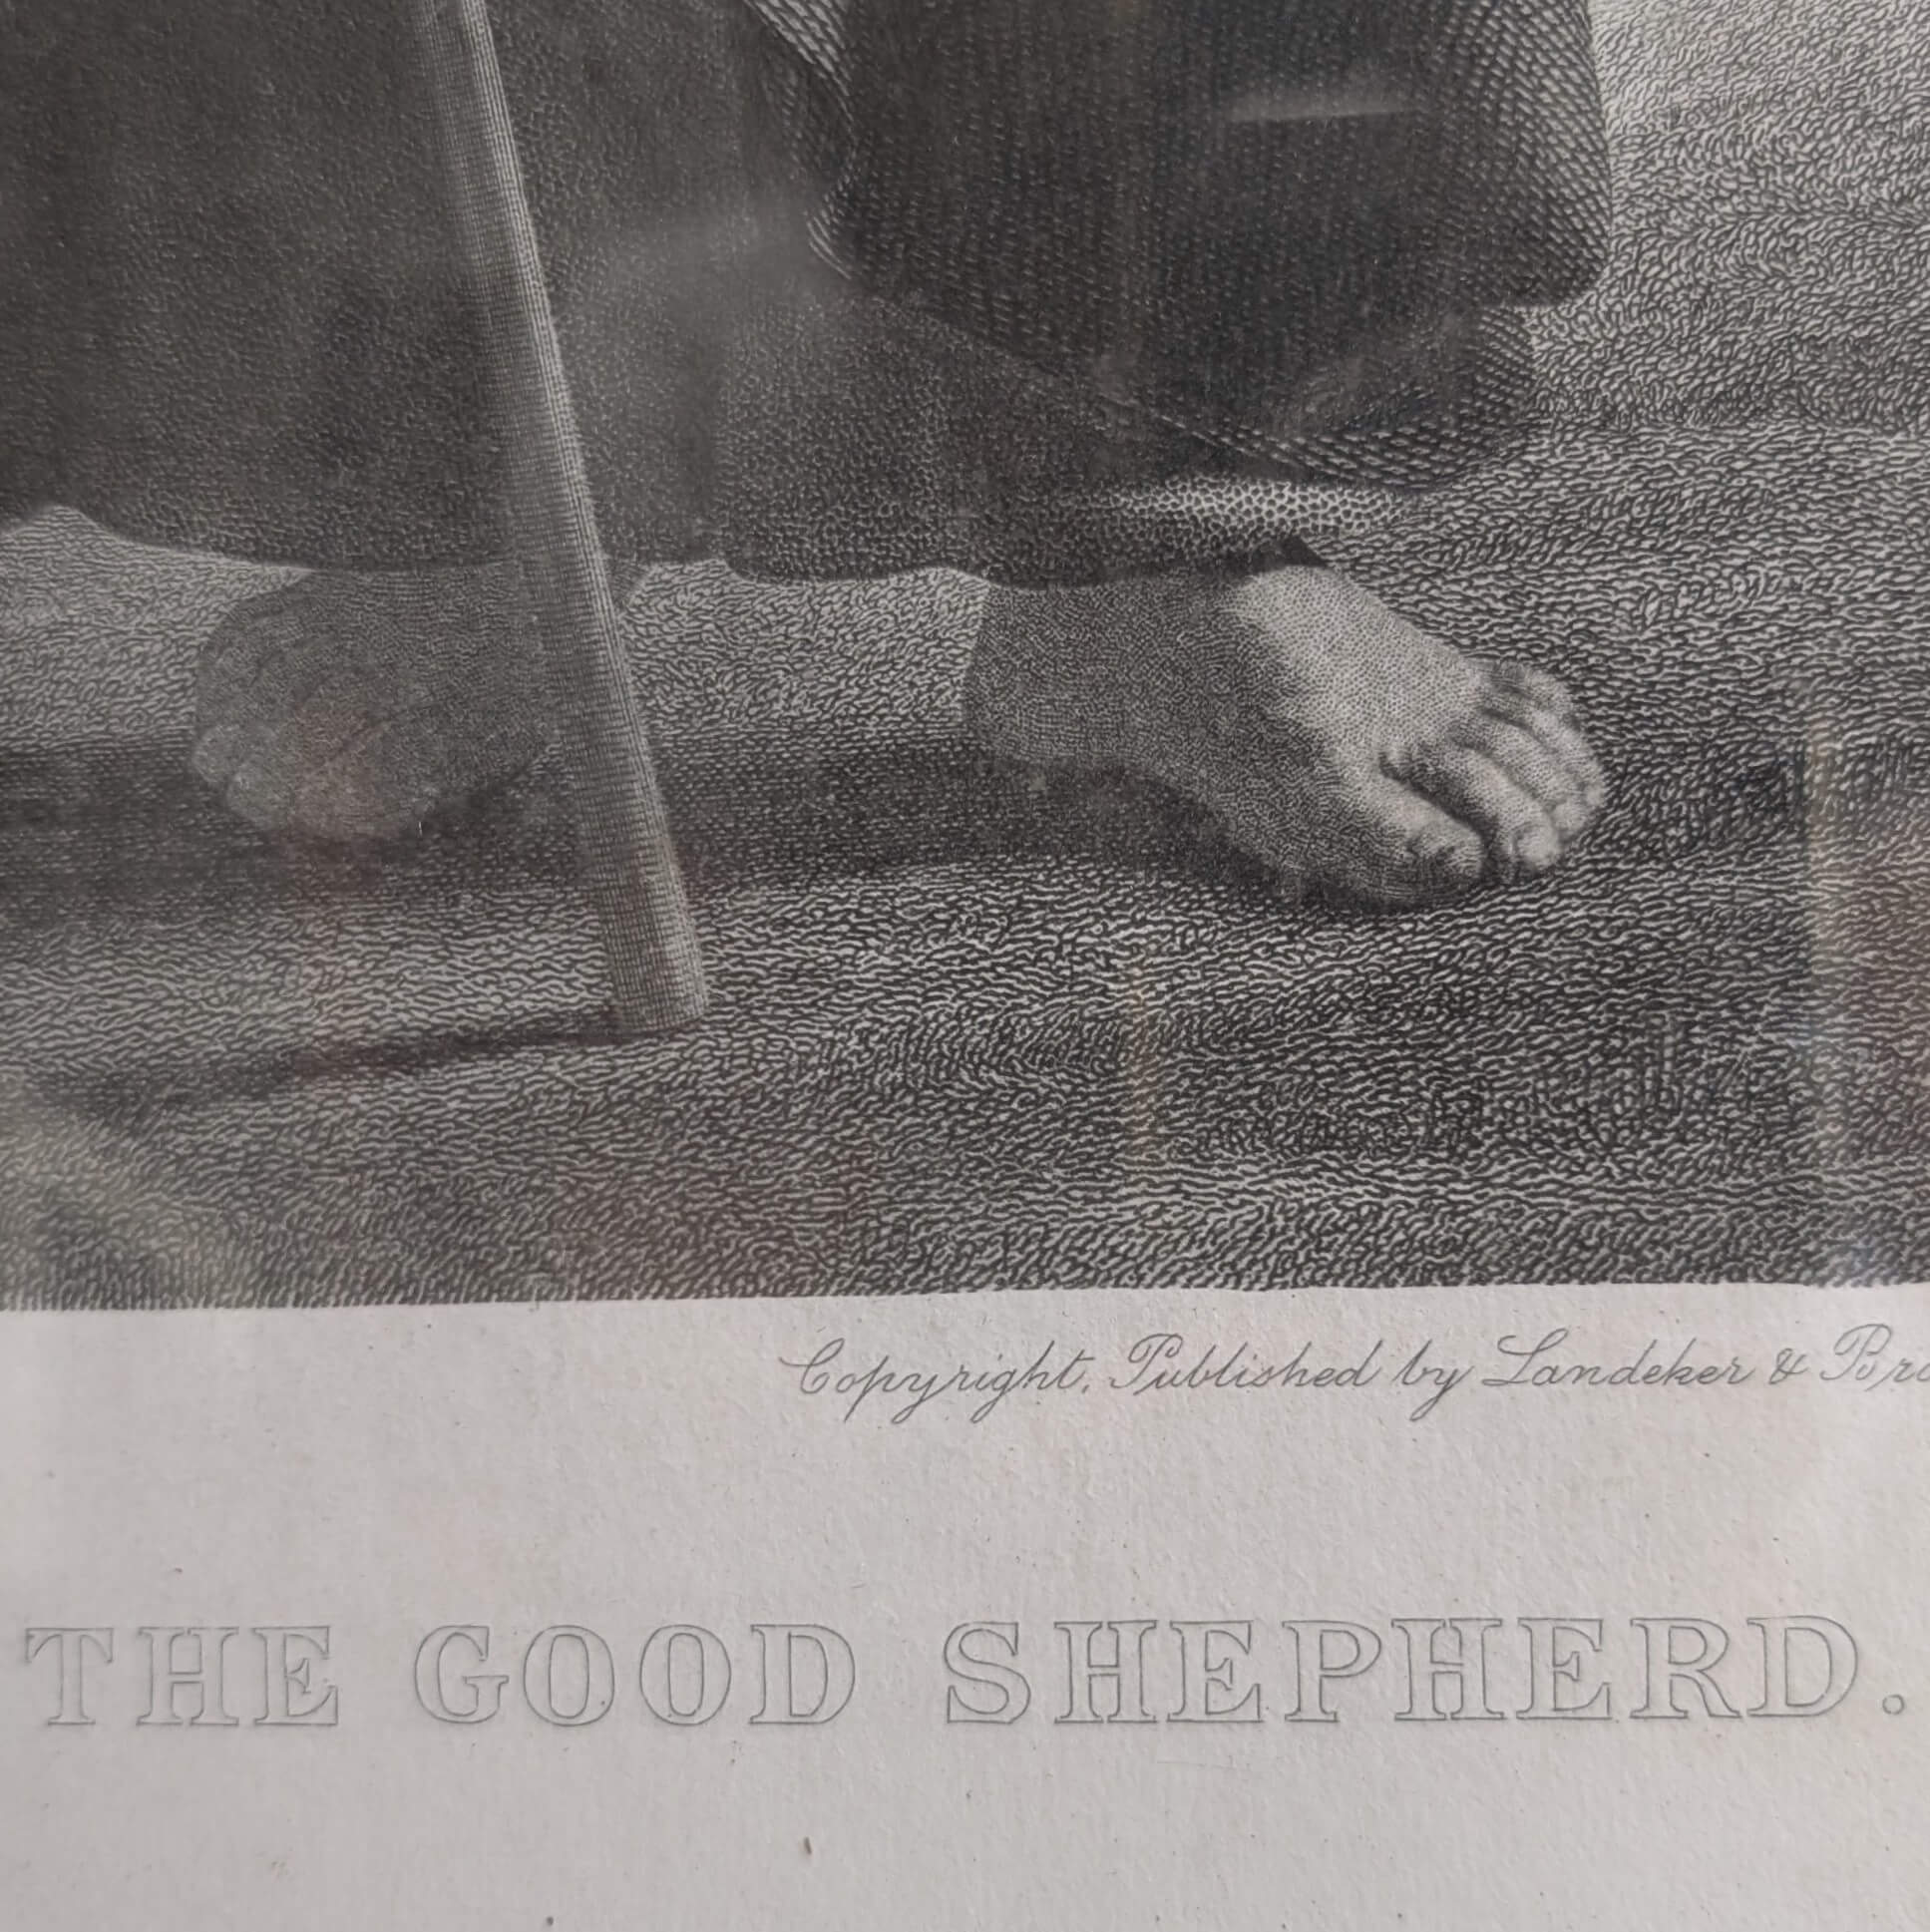 Copyright. Published by Landeker &
THE GOOD SHEPHERD.